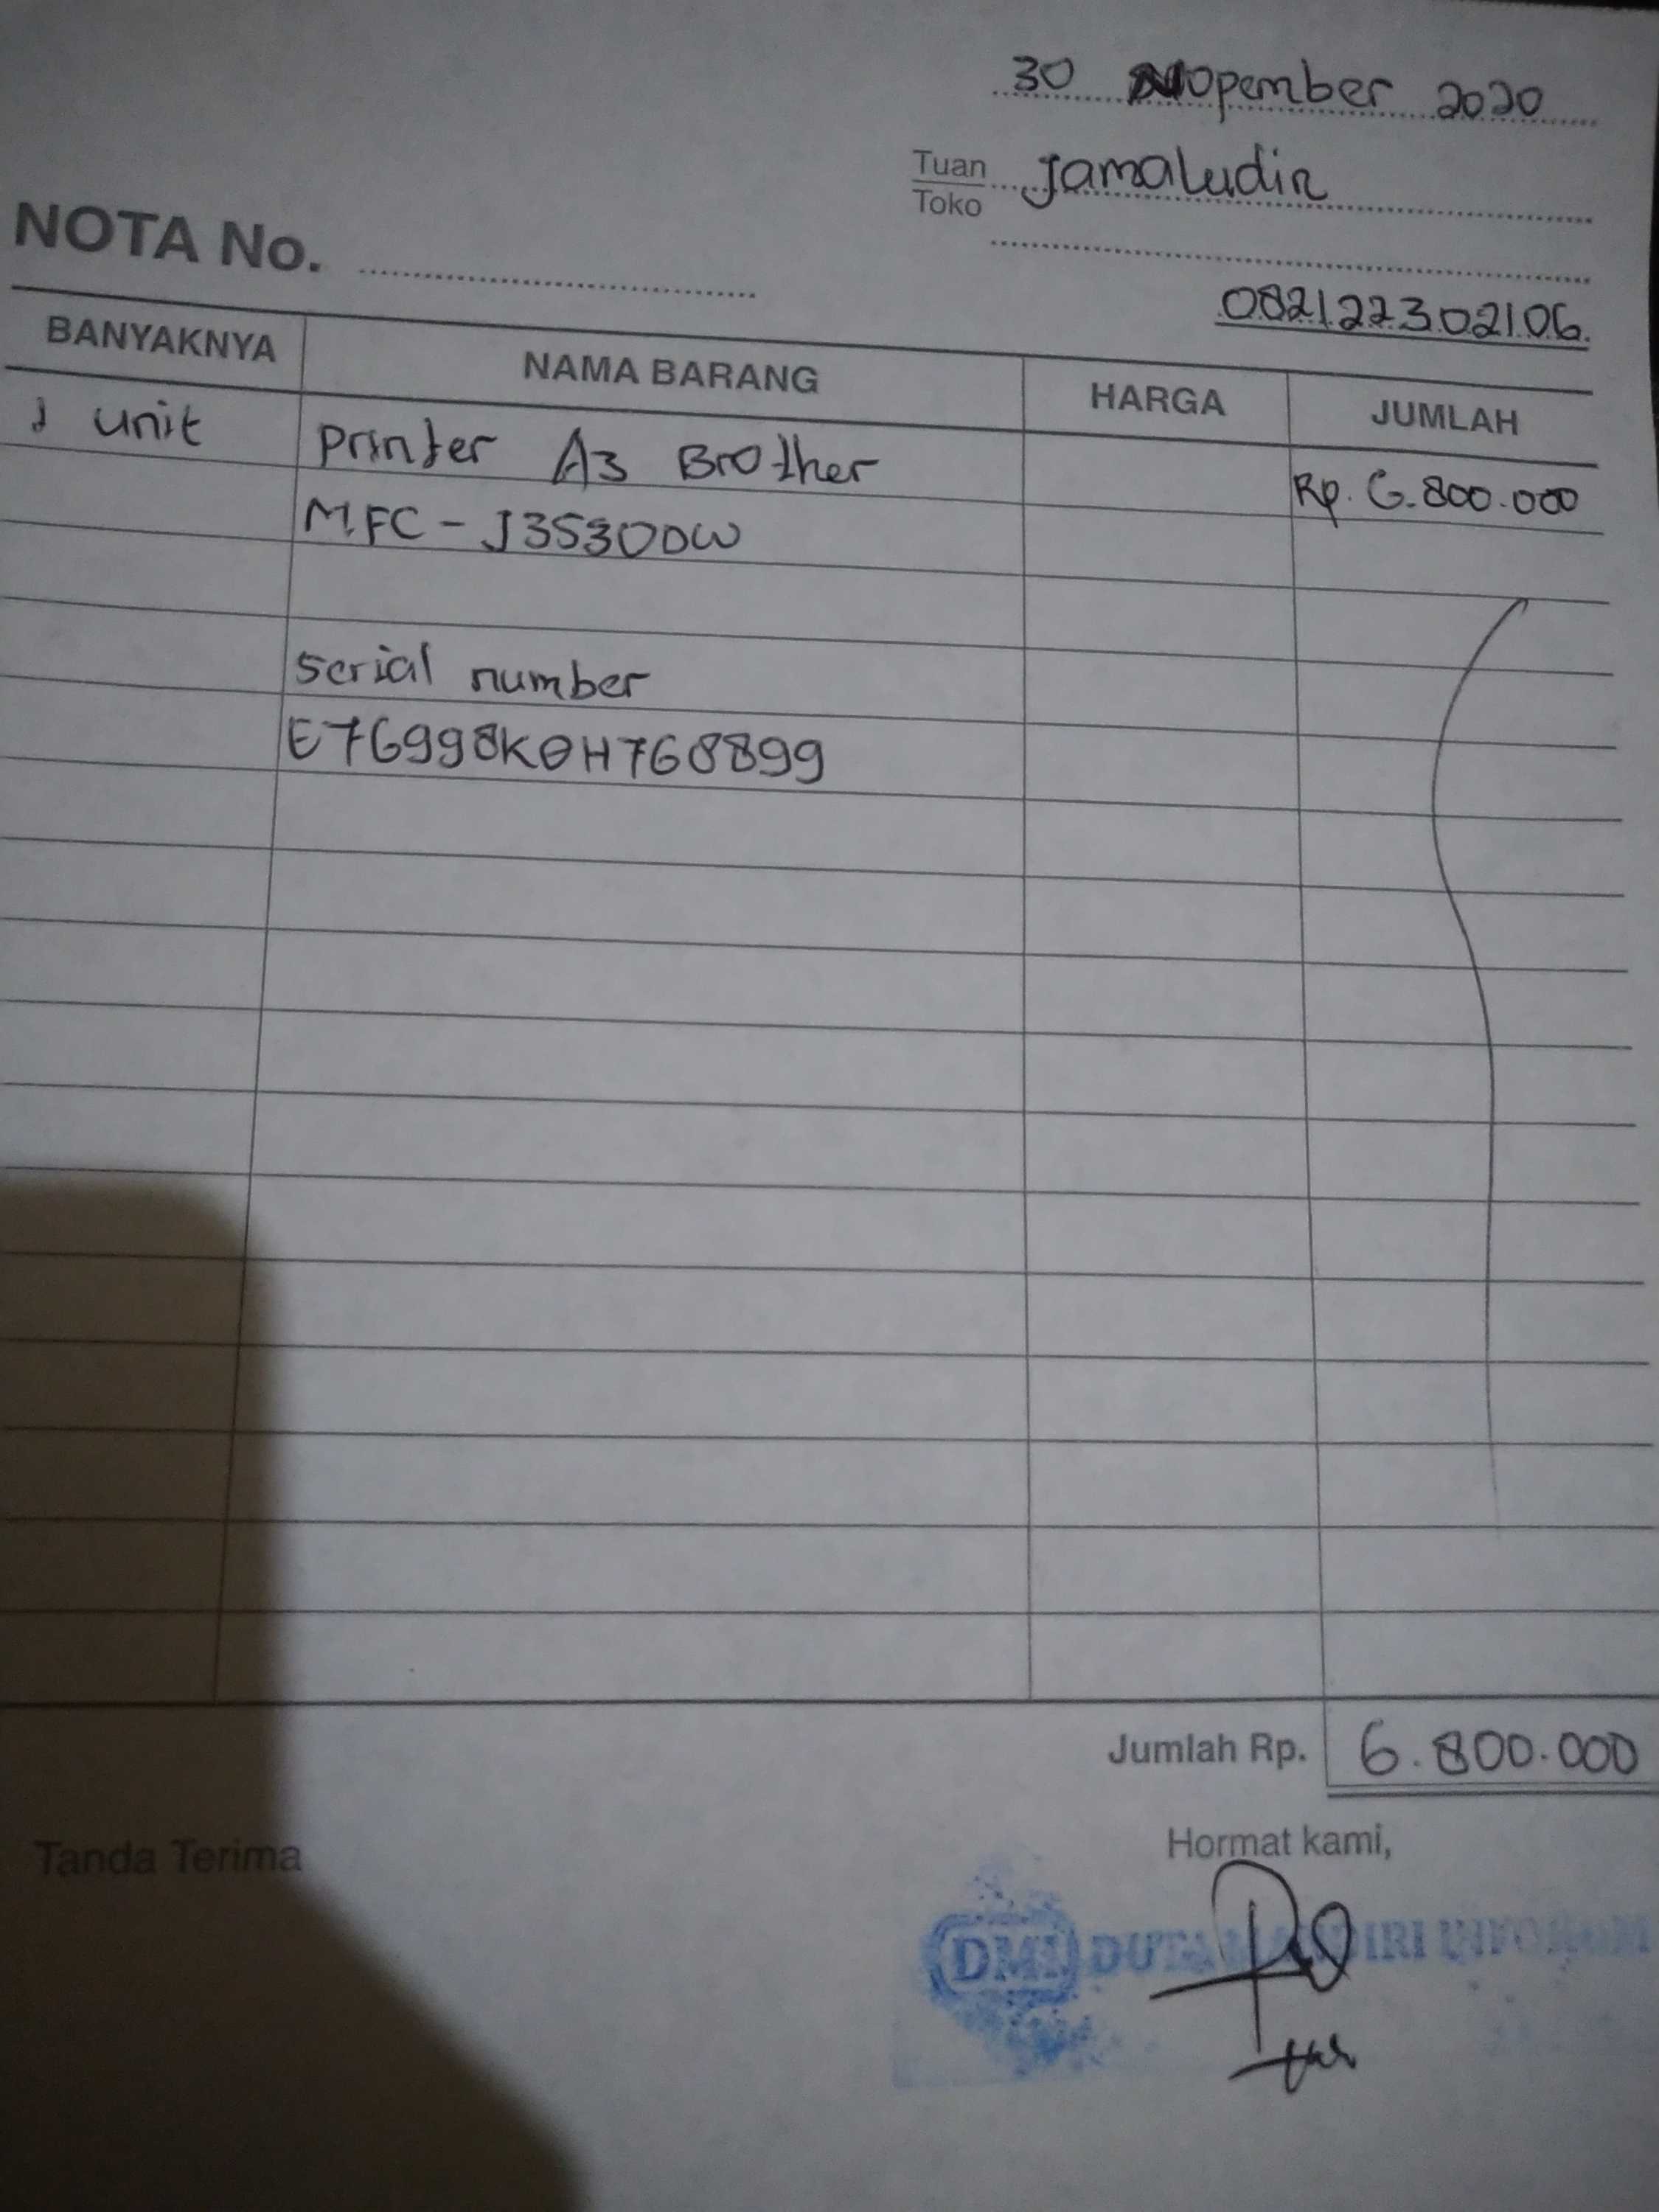 30 Nopember 2020
Tuan Jamaludin
Toko
NOTA No.
082122302106
BANYAKNYA NAMA BARANG HARGA JUMLAH
1 unit Printer A3 Brother Rp. 6.800.000
MFC - J3530DW
serial number
E76998K0H768899
Jumlah Rp. 6.800.000
Tanda Terima Hormat kami,
DMI DUTA MANDIRI